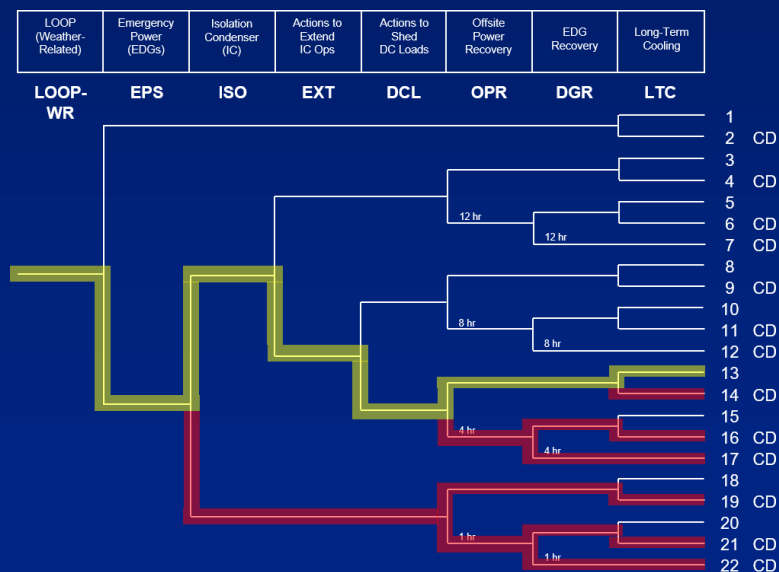 LOOP
(Weather-
Related)
Emergency
Power
(EDGs)
Isolation
Condenser
(IC)
Actions to
Extend
IC Ops
Actions to
Shed
DC Loads
Offsite
Power
Recovery
EDG
Recovery
Long-Term
Cooling
LOOP-
WR
EPS
ISO
EXT
DCL
OPR
DGR
LTC
1
2 CD
3
4 CD
5
12 hr
6 CD
12 hr
7 CD
8
9 CD
10
8 hr
11 CD
8 hr
12 CD
13
14 CD
15
4 hr
16 CD
4 hr
17 CD
18
19 CD
20
1 hr
21 CD
1 hr
22 CD